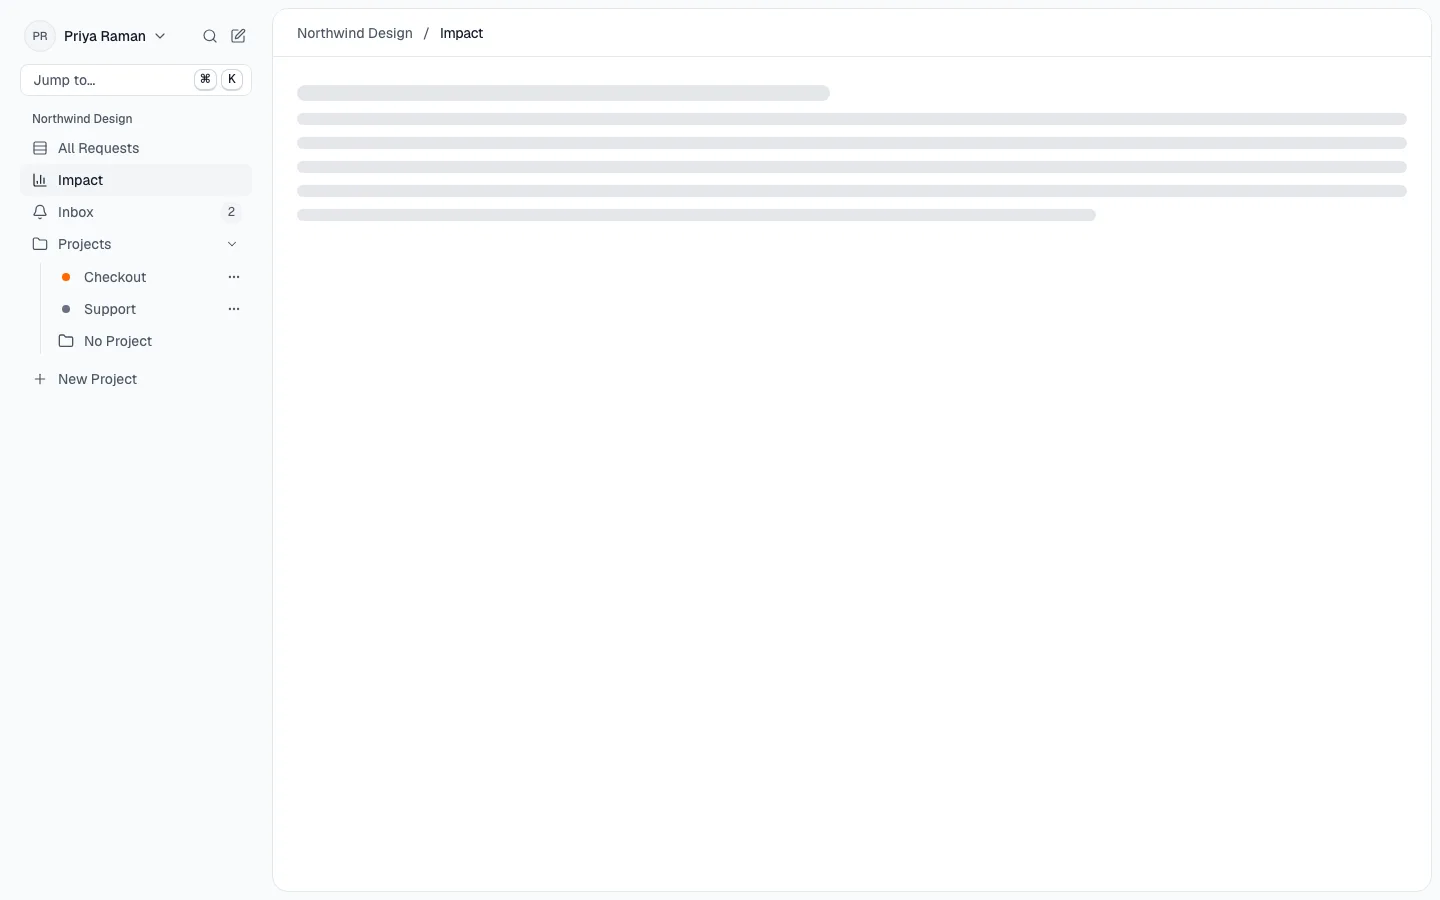 PR Priya Raman
Jump to... ⌘ K
Northwind Design
All Requests
Impact
Inbox 2
Projects
Checkout
Support
No Project
New Project
Northwind Design / Impact